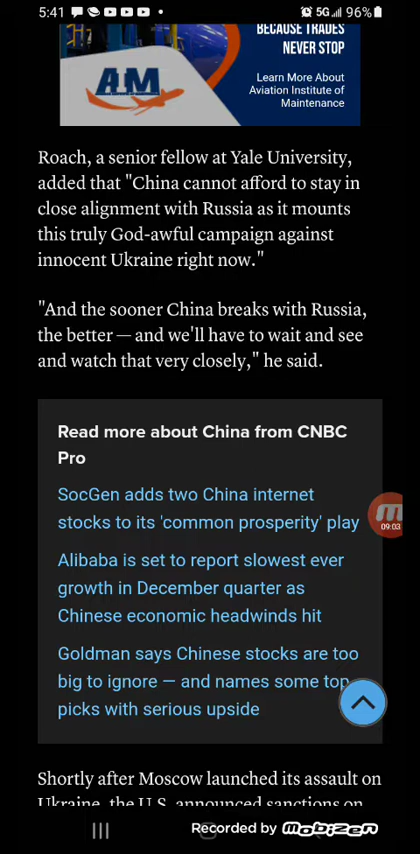 5:41
5G
96%
BECAUSE TRADES
NEVER STOP
AIM
Learn More About
Aviation Institute of
Maintenance
Roach, a senior fellow at Yale University,
added that "China cannot afford to stay in
close alignment with Russia as it mounts
this truly God-awful campaign against
innocent Ukraine right now."
"And the sooner China breaks with Russia,
the better — and we'll have to wait and see
and watch that very closely," he said.
Read more about China from CNBC
Pro
SocGen adds two China internet
stocks to its 'common prosperity' play
09:03
Alibaba is set to report slowest ever
growth in December quarter as
Chinese economic headwinds hit
Goldman says Chinese stocks are too
big to ignore — and names some top
picks with serious upside
Shortly after Moscow launched its assault on
Ukraine, the U.S. announced sanctions on
Recorded by mobizen